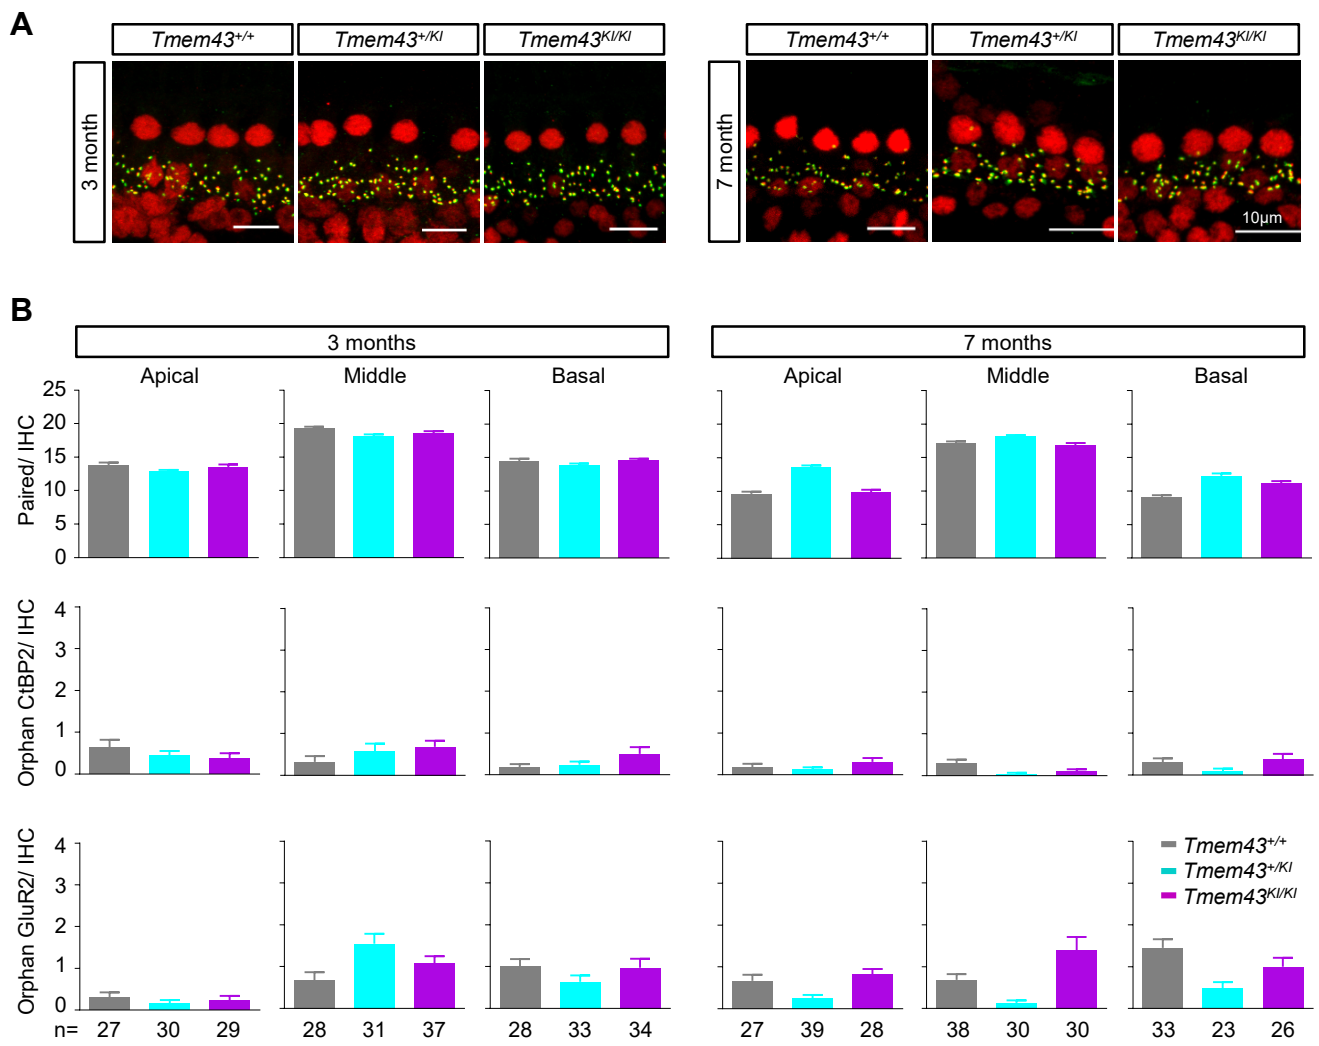 A
Tmem43+/+ Tmem43+/KI Tmem43KI/KI Tmem43+/+ Tmem43+/KI Tmem43KI/KI
3 month
7 month
10µm
B
3 months 7 months
Apical Middle Basal Apical Middle Basal
Paired/ IHC
25
20
15
10
5
0
Orphan CtBP2/ IHC
4
3
2
1
0
Orphan GluR2/ IHC
4
3
2
1
0
Tmem43+/+
Tmem43+/KI
Tmem43KI/KI
n= 27 30 29 28 31 37 28 33 34 27 39 28 38 30 30 33 23 26